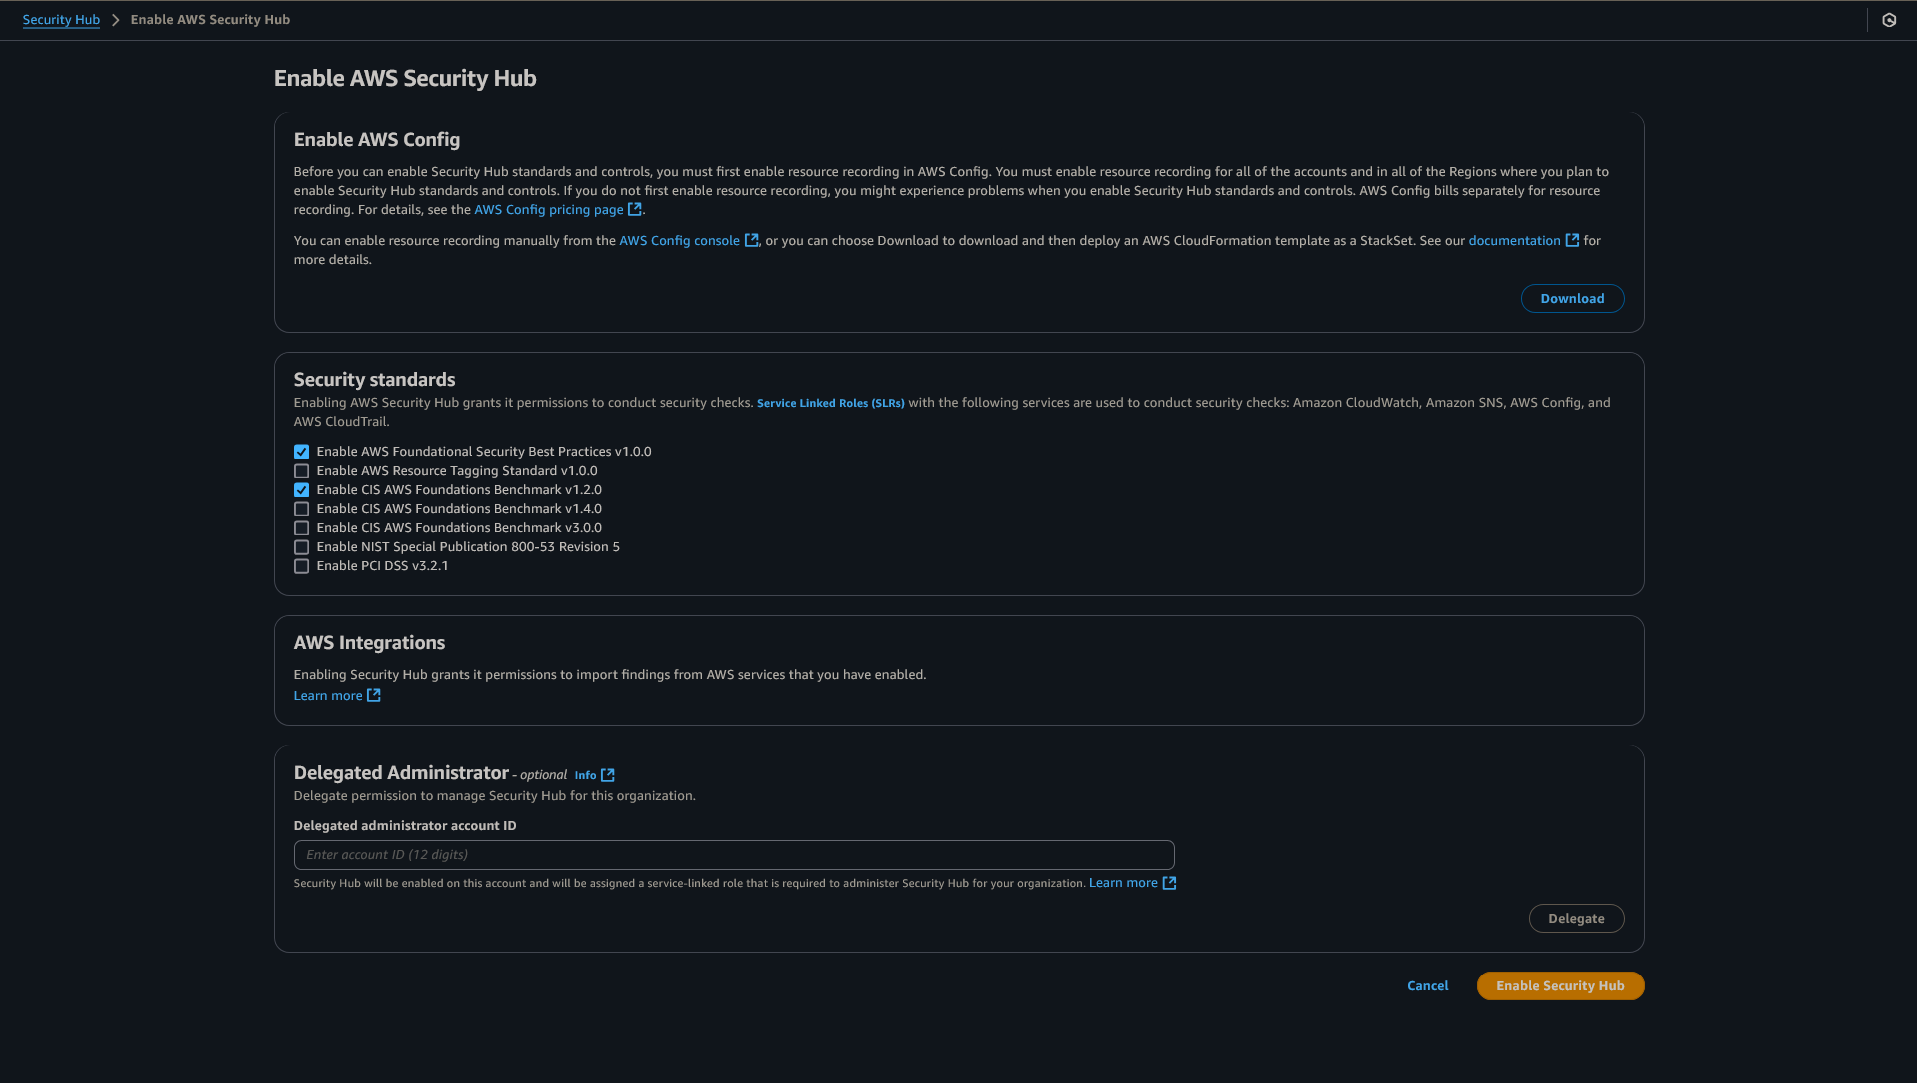 Security Hub > Enable AWS Security Hub
Enable AWS Security Hub
Enable AWS Config
Before you can enable Security Hub standards and controls, you must first enable resource recording in AWS Config. You must enable resource recording for all of the accounts and in all of the Regions where you plan to
enable Security Hub standards and controls. If you do not first enable resource recording, you might experience problems when you enable Security Hub standards and controls. AWS Config bills separately for resource
recording. For details, see the AWS Config pricing page.
You can enable resource recording manually from the AWS Config console, or you can choose Download to download and then deploy an AWS CloudFormation template as a StackSet. See our documentation for
more details.
Download
Security standards
Enabling AWS Security Hub grants it permissions to conduct security checks. Service Linked Roles (SLRs) with the following services are used to conduct security checks: Amazon CloudWatch, Amazon SNS, AWS Config, and
AWS CloudTrail.
Enable AWS Foundational Security Best Practices v1.0.0
Enable AWS Resource Tagging Standard v1.0.0
Enable CIS AWS Foundations Benchmark v1.2.0
Enable CIS AWS Foundations Benchmark v1.4.0
Enable CIS AWS Foundations Benchmark v3.0.0
Enable NIST Special Publication 800-53 Revision 5
Enable PCI DSS v3.2.1
AWS Integrations
Enabling Security Hub grants it permissions to import findings from AWS services that you have enabled.
Learn more
Delegated Administrator - optional Info
Delegate permission to manage Security Hub for this organization.
Delegated administrator account ID
Enter account ID (12 digits)
Security Hub will be enabled on this account and will be assigned a service-linked role that is required to administer Security Hub for your organization. Learn more
Delegate
Cancel
Enable Security Hub